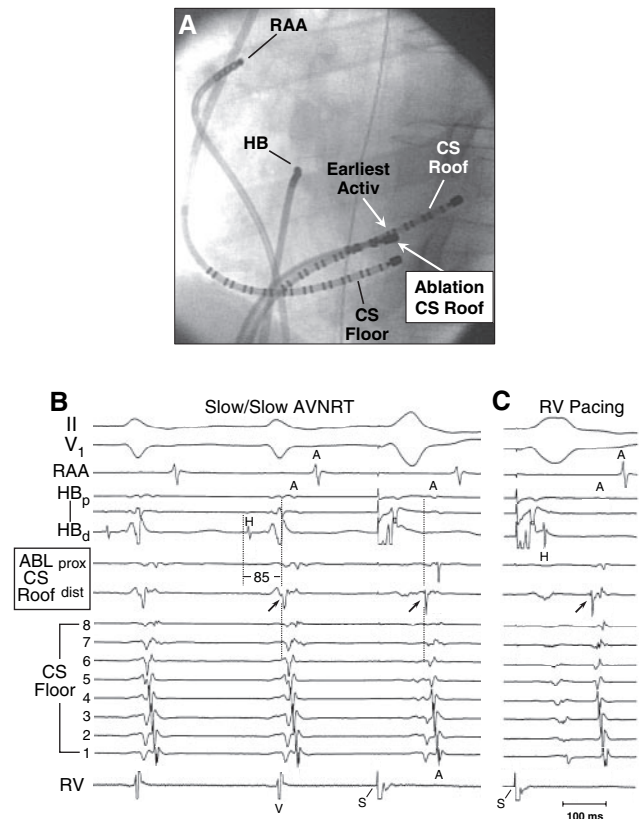 A
RAA
HB
Earliest
Activ
CS
Roof
Ablation
CS Roof
CS
Floor
B
Slow/Slow AVNRT
C
RV Pacing
II
V1
A
A
RAA
A
A
A
HBp
HBd
H
H
ABL prox
CS
Roof dist
85
8
7
6
CS
Floor
5
4
3
2
1
A
RV
V
S
S
100 ms